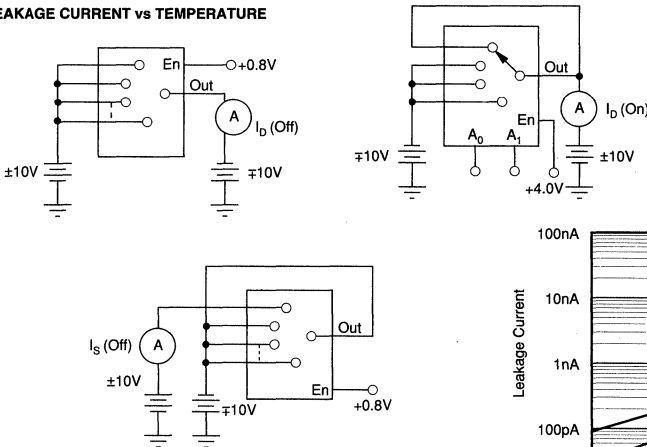 LEAKAGE CURRENT vs TEMPERATURE
En
+0.8V
Out
A
I_D (Off)
±10V
∓10V
Out
A
I_D (On)
En
A_0 A_1
∓10V
±10V
+4.0V
Out
I_S (Off)
A
±10V
∓10V
En
+0.8V
Leakage Current
100nA
10nA
1nA
100pA